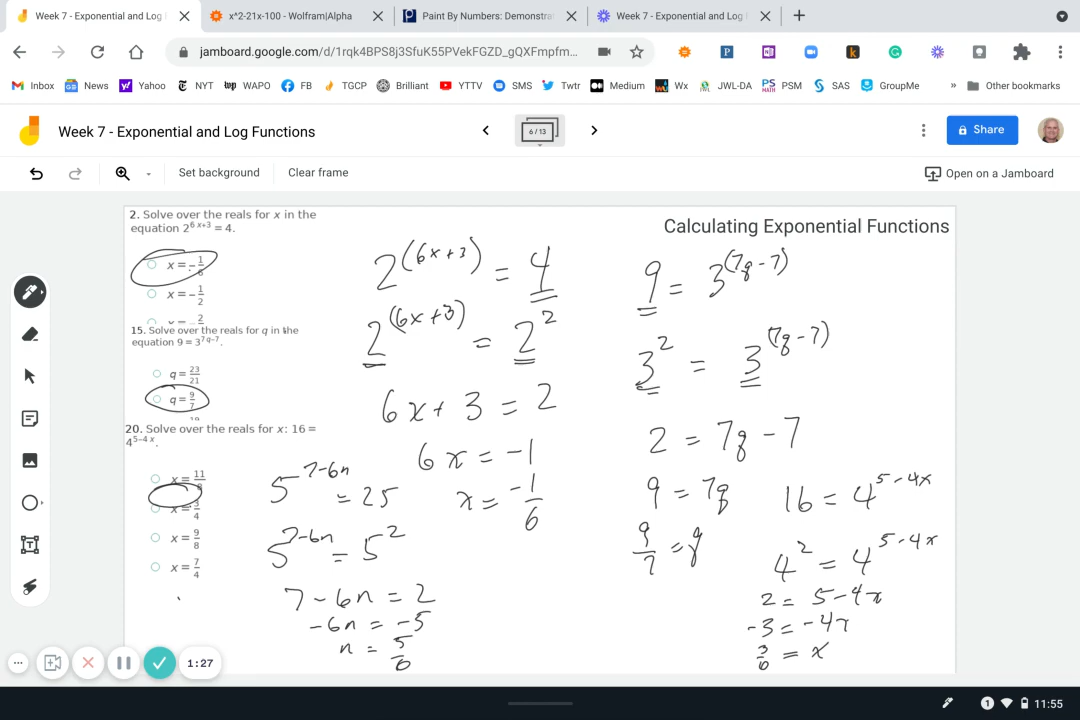 Week 7 - Exponential and Log F
x^2-21x-100 - Wolfram|Alpha
Paint By Numbers: Demonstra
Week 7 - Exponential and Log
jamboard.google.com/d/1rqk4BPS8j3SfuK55PVekFGZD_gQXFmpfm...
Inbox News Yahoo NYT WAPO FB TGCP Brilliant YTTV SMS Twtr Medium Wx JWL-DA PSM SAS GroupMe » Other bookmarks
Week 7 - Exponential and Log Functions
6 / 13
Share
Set background
Clear frame
Open on a Jamboard
2. Solve over the reals for x in the
equation 2^{6x+3} = 4.
x = -1/6
x = -1/2
15. Solve over the reals for q in the
equation 9 = 3^{7q-7}.
q = 23/21
q = 9/7
20. Solve over the reals for x: 16 =
4^{5-4x}.
x = 3/4
x = 9/8
x = 7/4
Calculating Exponential Functions
2^{(6x+3)} = 4
2^{(6x+3)} = 2^2
6x + 3 = 2
6x = -1
x = -1/6
5^{7-6n} = 25
5^{7-6n} = 5^2
7 - 6n = 2
-6n = -5
n = 5/6
9 = 3^{(7q-7)}
3^2 = 3^{(7q-7)}
2 = 7q - 7
9 = 7q
9/7 = q
16 = 4^{5-4x}
4^2 = 4^{5-4x}
2 = 5 - 4x
-3 = -4x
= x
1:27
1
11:55